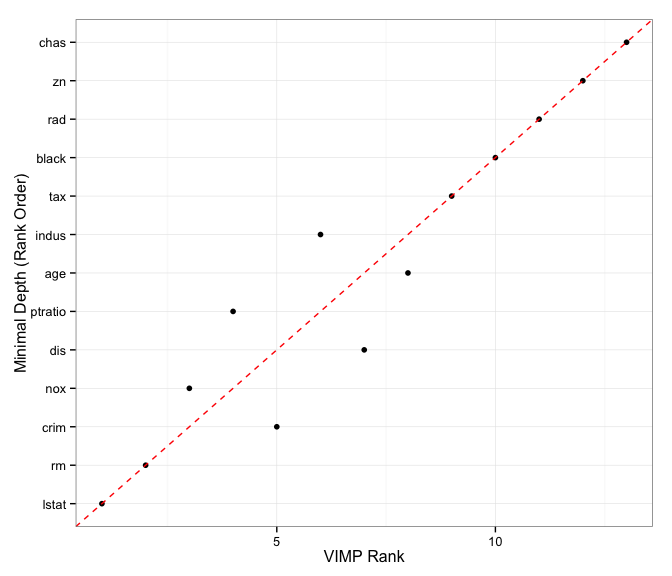 Minimal Depth (Rank Order)
chas
zn
rad
black
tax
indus
age
ptratio
dis
nox
crim
rm
lstat
5 10
VIMP Rank